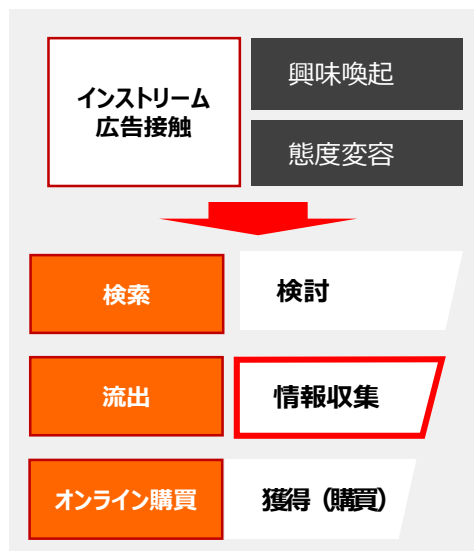 インストリーム
広告接触
興味喚起
態度変容
検索
検討
流出
情報収集
オンライン購買
獲得（購買）